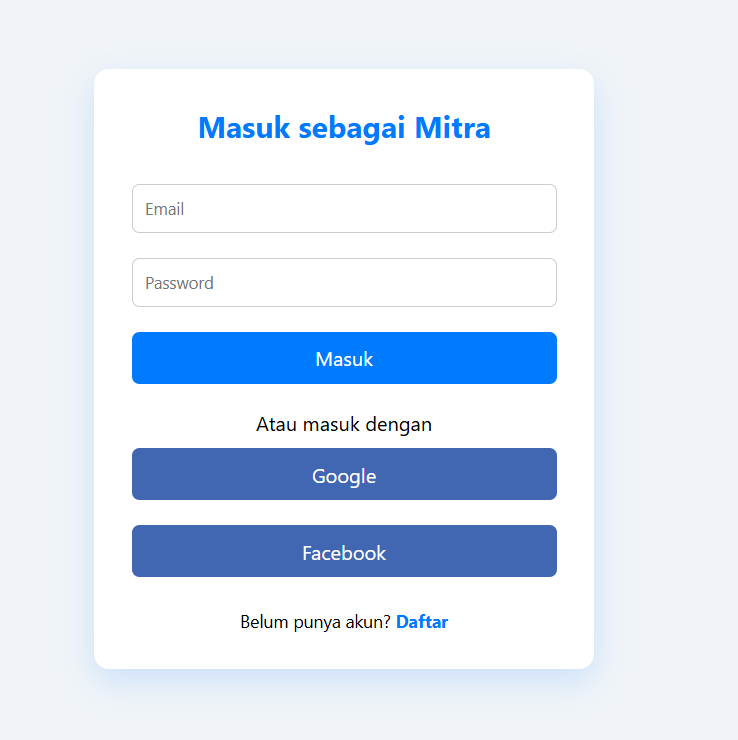 Masuk sebagai Mitra
Email
Password
Masuk
Atau masuk dengan
Google
Facebook
Belum punya akun? Daftar